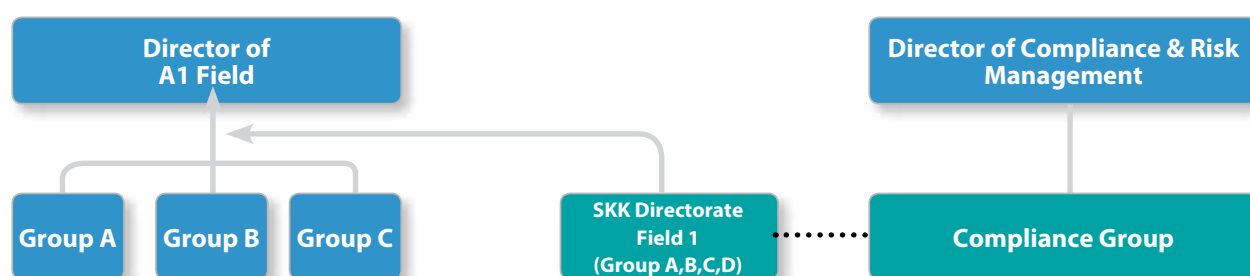 Director of
A1 Field
Director of Compliance & Risk
Management
Group A
Group B
Group C
SKK Directorate
Field 1
(Group A,B,C,D)
Compliance Group